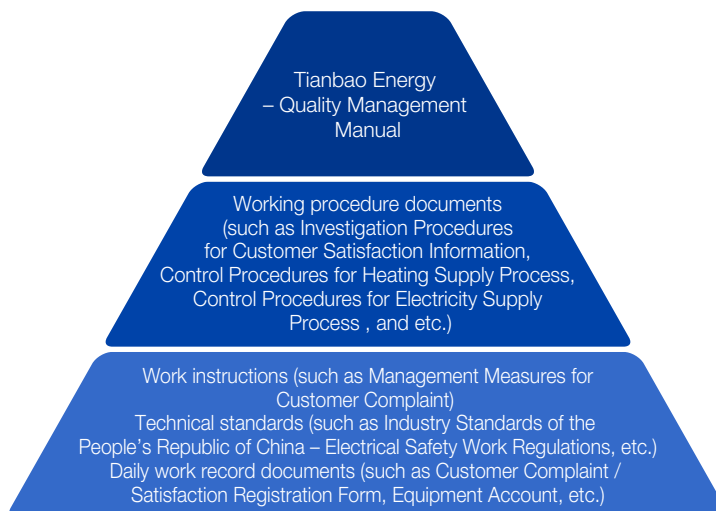 Tianbao Energy
– Quality Management
Manual
Working procedure documents
(such as Investigation Procedures
for Customer Satisfaction Information,
Control Procedures for Heating Supply Process,
Control Procedures for Electricity Supply
Process , and etc.)
Work instructions (such as Management Measures for
Customer Complaint)
Technical standards (such as Industry Standards of the
People’s Republic of China – Electrical Safety Work Regulations, etc.)
Daily work record documents (such as Customer Complaint /
Satisfaction Registration Form, Equipment Account, etc.)